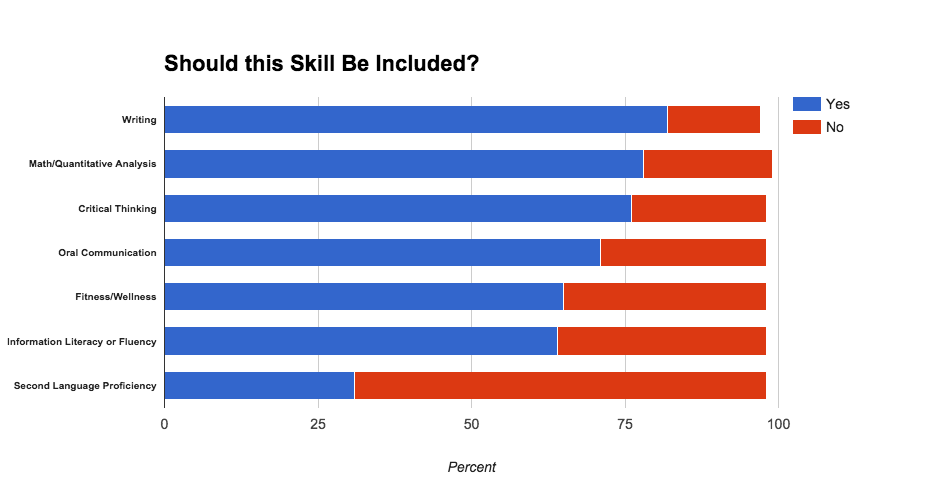 Should this Skill Be Included?
Yes
No
Writing
Math/Quantitative Analysis
Critical Thinking
Oral Communication
Fitness/Wellness
Information Literacy or Fluency
Second Language Proficiency
0 25 50 75 100
Percent